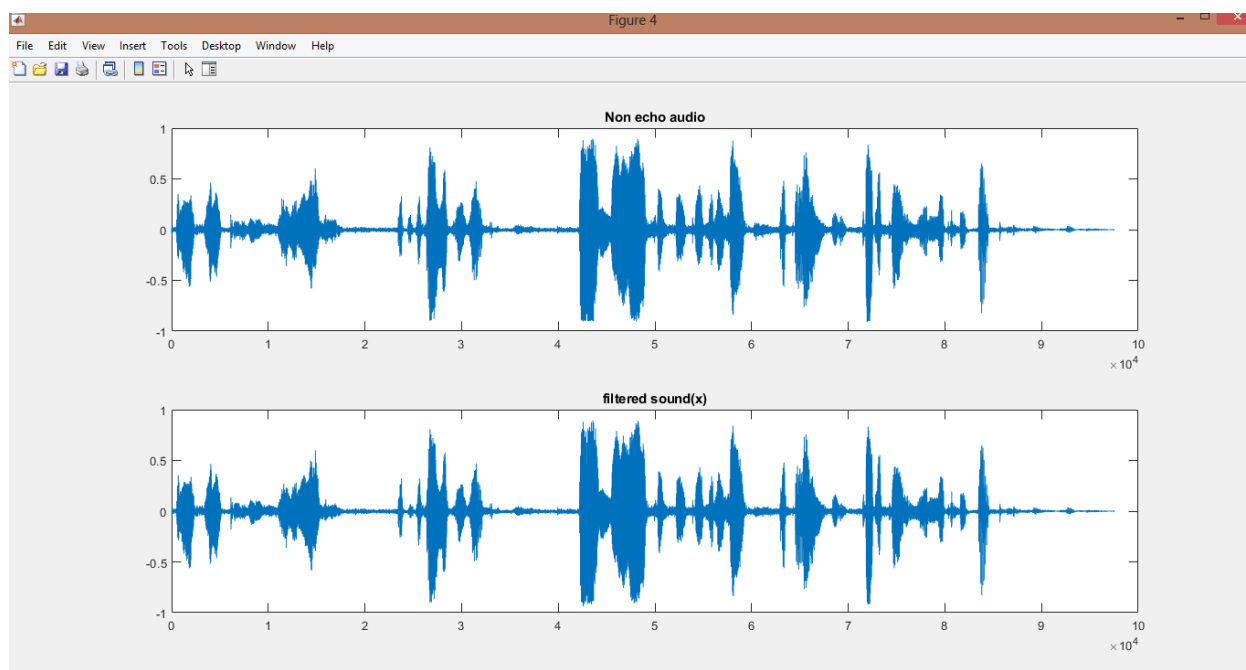 Figure 4
File Edit View Insert Tools Desktop Window Help
Non echo audio
1
0.5
0
-0.5
-1
0 1 2 3 4 5 6 7 8 9 10
×10^4
filtered sound(x)
1
0.5
0
-0.5
-1
0 1 2 3 4 5 6 7 8 9 10
×10^4